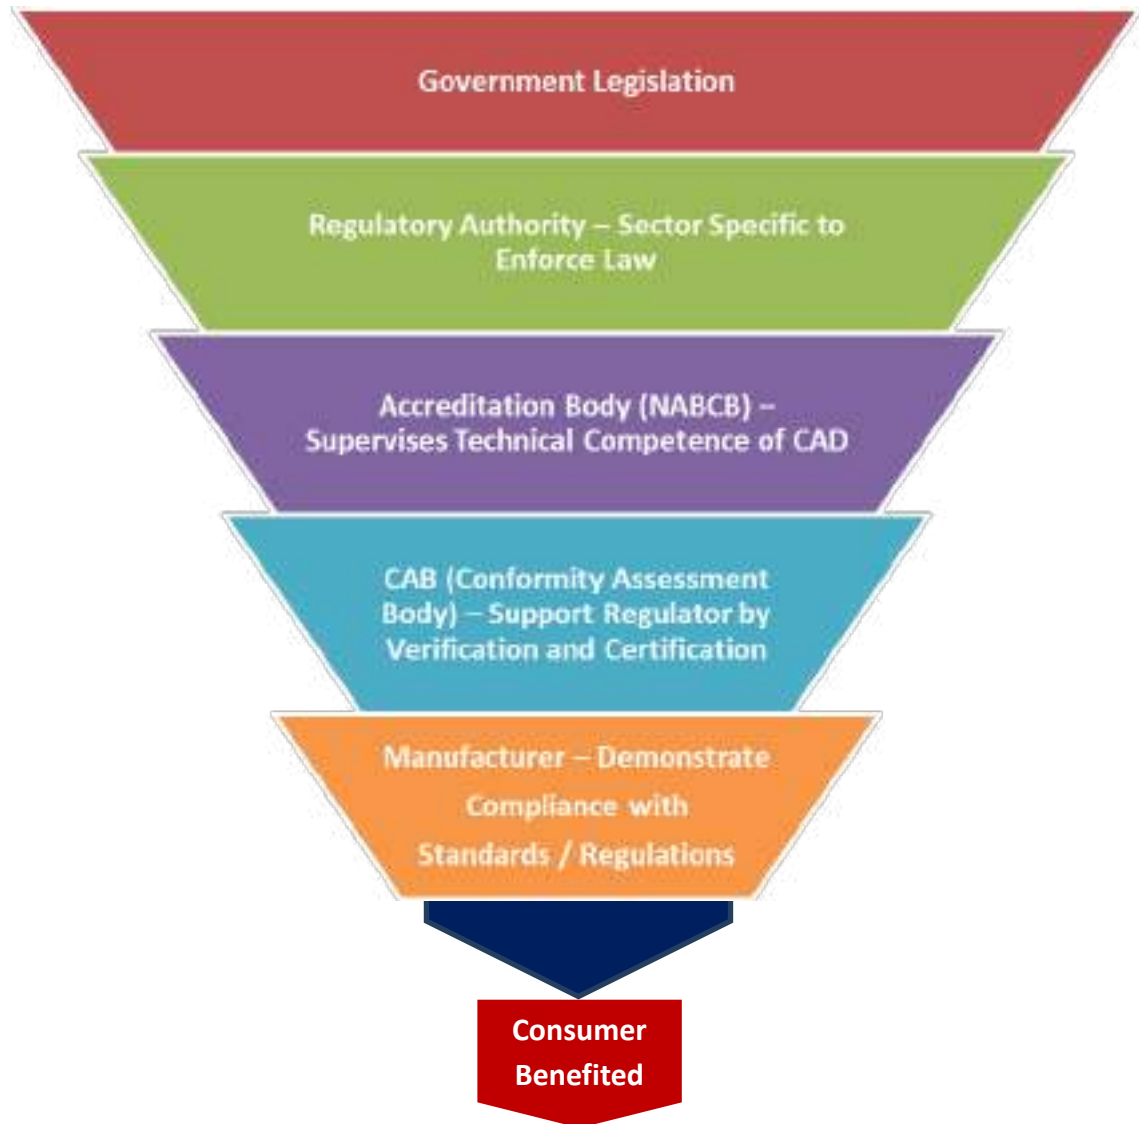 Government Legislation
Regulatory Authority – Sector Specific to
Enforce Law
Accreditation Body (NABCB) –
Supervises Technical Competence of CAD
CAB (Conformity Assessment
Body) – Support Regulator by
Verification and Certification
Manufacturer – Demonstrate
Compliance with
Standards / Regulations
Consumer
Benefited